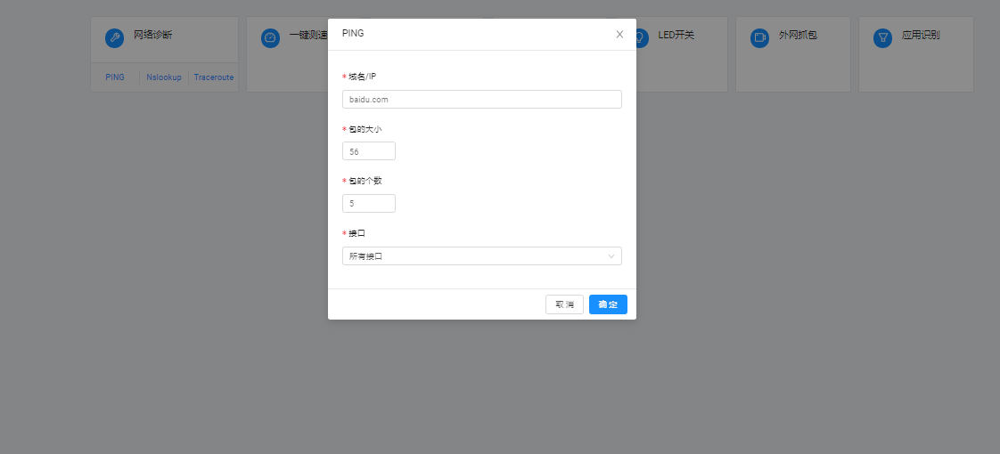 网络诊断
PING
Nslookup
Traceroute
一键测速
LED开关
外网抓包
应用识别
PING
* 域名/IP
baidu.com
* 包的大小
56
* 包的个数
5
* 接口
所有接口
取消
确定